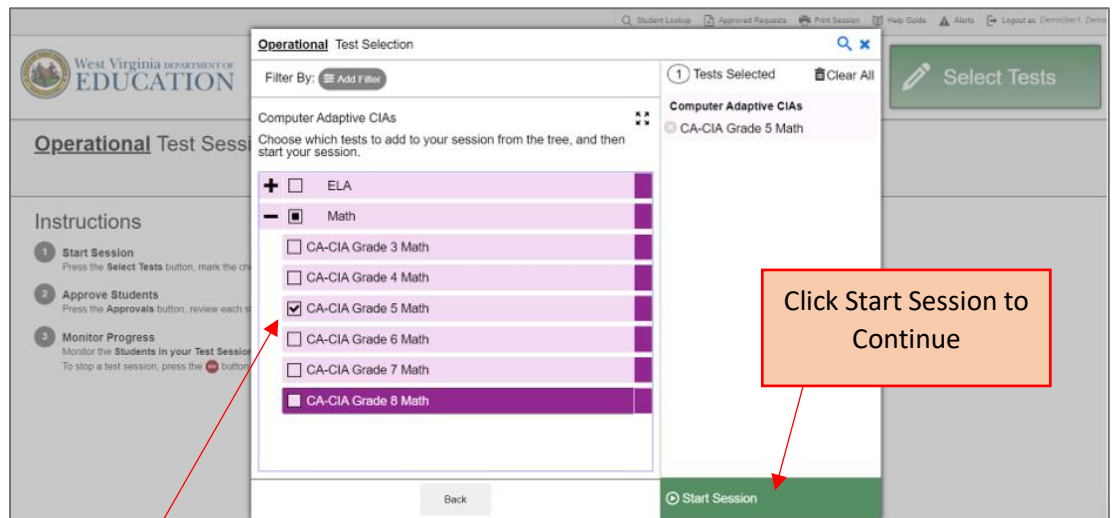 Student Lookup Approved Requests Print Session Help Guide Alerts Logout as DemoUser1, Demo
West Virginia DEPARTMENT OF
EDUCATION
Select Tests
Operational Test Sessi
Instructions
1 Start Session
Press the Select Tests button, mark the ch
2 Approve Students
Press the Approvals button, review each s
3 Monitor Progress
Monitor the Students in your Test Session
To stop a test session, press the button
Operational Test Selection
Filter By: Add Filter
Computer Adaptive CIAs
Choose which tests to add to your session from the tree, and then
start your session.
ELA
Math
CA-CIA Grade 3 Math
CA-CIA Grade 4 Math
CA-CIA Grade 5 Math
CA-CIA Grade 6 Math
CA-CIA Grade 7 Math
CA-CIA Grade 8 Math
Back
1 Tests Selected Clear All
Computer Adaptive CIAs
CA-CIA Grade 5 Math
Start Session
Click Start Session to
Continue